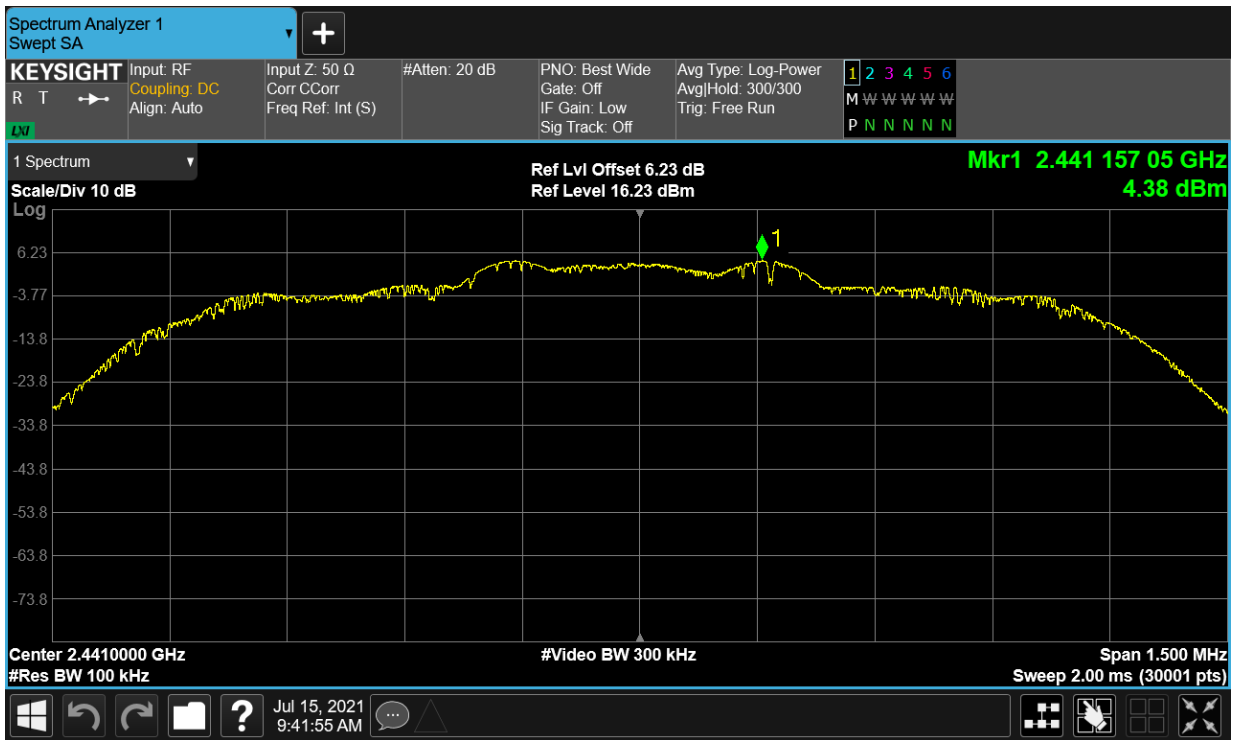 Spectrum Analyzer 1
Swept SA
KEYSIGHT
R T
LXI
Input: RF
Coupling: DC
Align: Auto
Input Z: 50 Ω
Corr CCorr
Freq Ref: Int (S)
#Atten: 20 dB
PNO: Best Wide
Gate: Off
IF Gain: Low
Sig Track: Off
Avg Type: Log-Power
Avg|Hold: 300/300
Trig: Free Run
1 2 3 4 5 6
M W W W W W
P N N N N N
1 Spectrum
Scale/Div 10 dB
Log
Ref Lvl Offset 6.23 dB
Ref Level 16.23 dBm
Mkr1 2.441 157 05 GHz
4.38 dBm
1
6.23
-3.77
-13.8
-23.8
-33.8
-43.8
-53.8
-63.8
-73.8
Center 2.4410000 GHz
#Res BW 100 kHz
#Video BW 300 kHz
Span 1.500 MHz
Sweep 2.00 ms (30001 pts)
?
Jul 15, 2021
9:41:55 AM